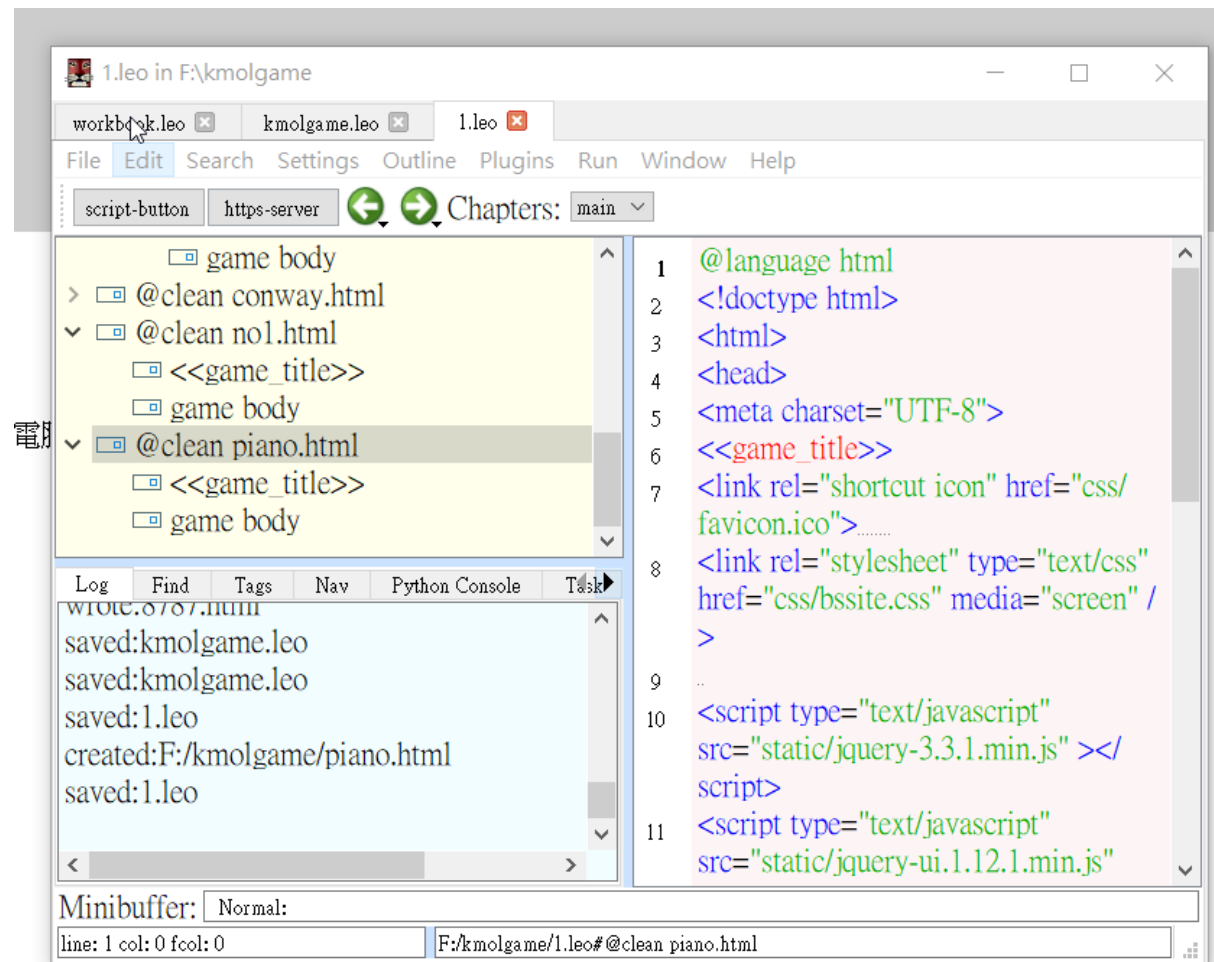 1.leo in F:\kmolgame
workbook.leo kmolgame.leo 1.leo
File Edit Search Settings Outline Plugins Run Window Help
script-button https-server Chapters: main
game body
@clean conway.html
@clean no1.html
<<game_title>>
game body
@clean piano.html
<<game_title>>
game body
Log Find Tags Nav Python Console Task
wrote:8787.html
saved:kmolgame.leo
saved:kmolgame.leo
saved:1.leo
created:F:/kmolgame/piano.html
saved:1.leo
1 @language html
2 <!doctype html>
3 <html>
4 <head>
5 <meta charset="UTF-8">
6 <<game_title>>
7 <link rel="shortcut icon" href="css/
favicon.ico">........
8 <link rel="stylesheet" type="text/css"
href="css/bssite.css" media="screen" /
>
9 ..
10 <script type="text/javascript"
src="static/jquery-3.3.1.min.js" ></
script>
11 <script type="text/javascript"
src="static/jquery-ui.1.12.1.min.js"
Minibuffer: Normal:
line: 1 col: 0 fcol: 0 F:/kmolgame/1.leo#@clean piano.html
電